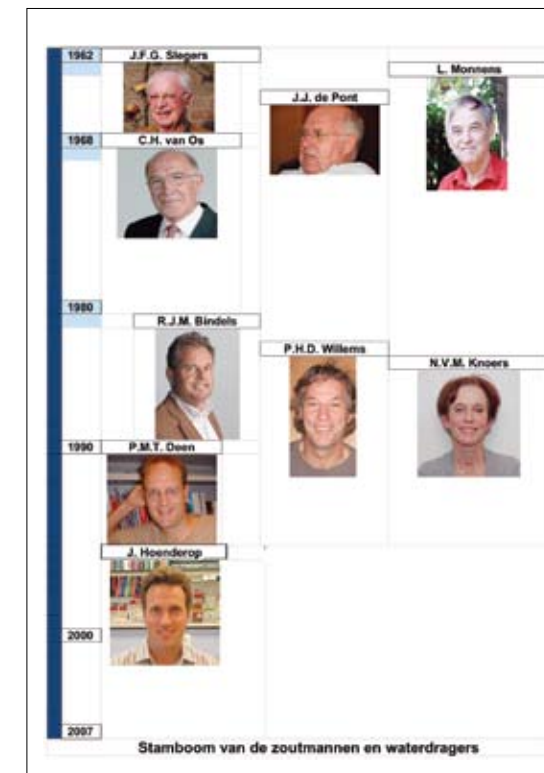 1962
J.F.G. Slegers
L. Monnens
J.J. de Pont
1968
C.H. van Os
1980
R.J.M. Bindels
P.H.D. Willems
N.V.M. Knoers
1990
P.M.T. Deen
J. Hoenderop
2000
2007
Stamboom van de zoutmannen en waterdragers